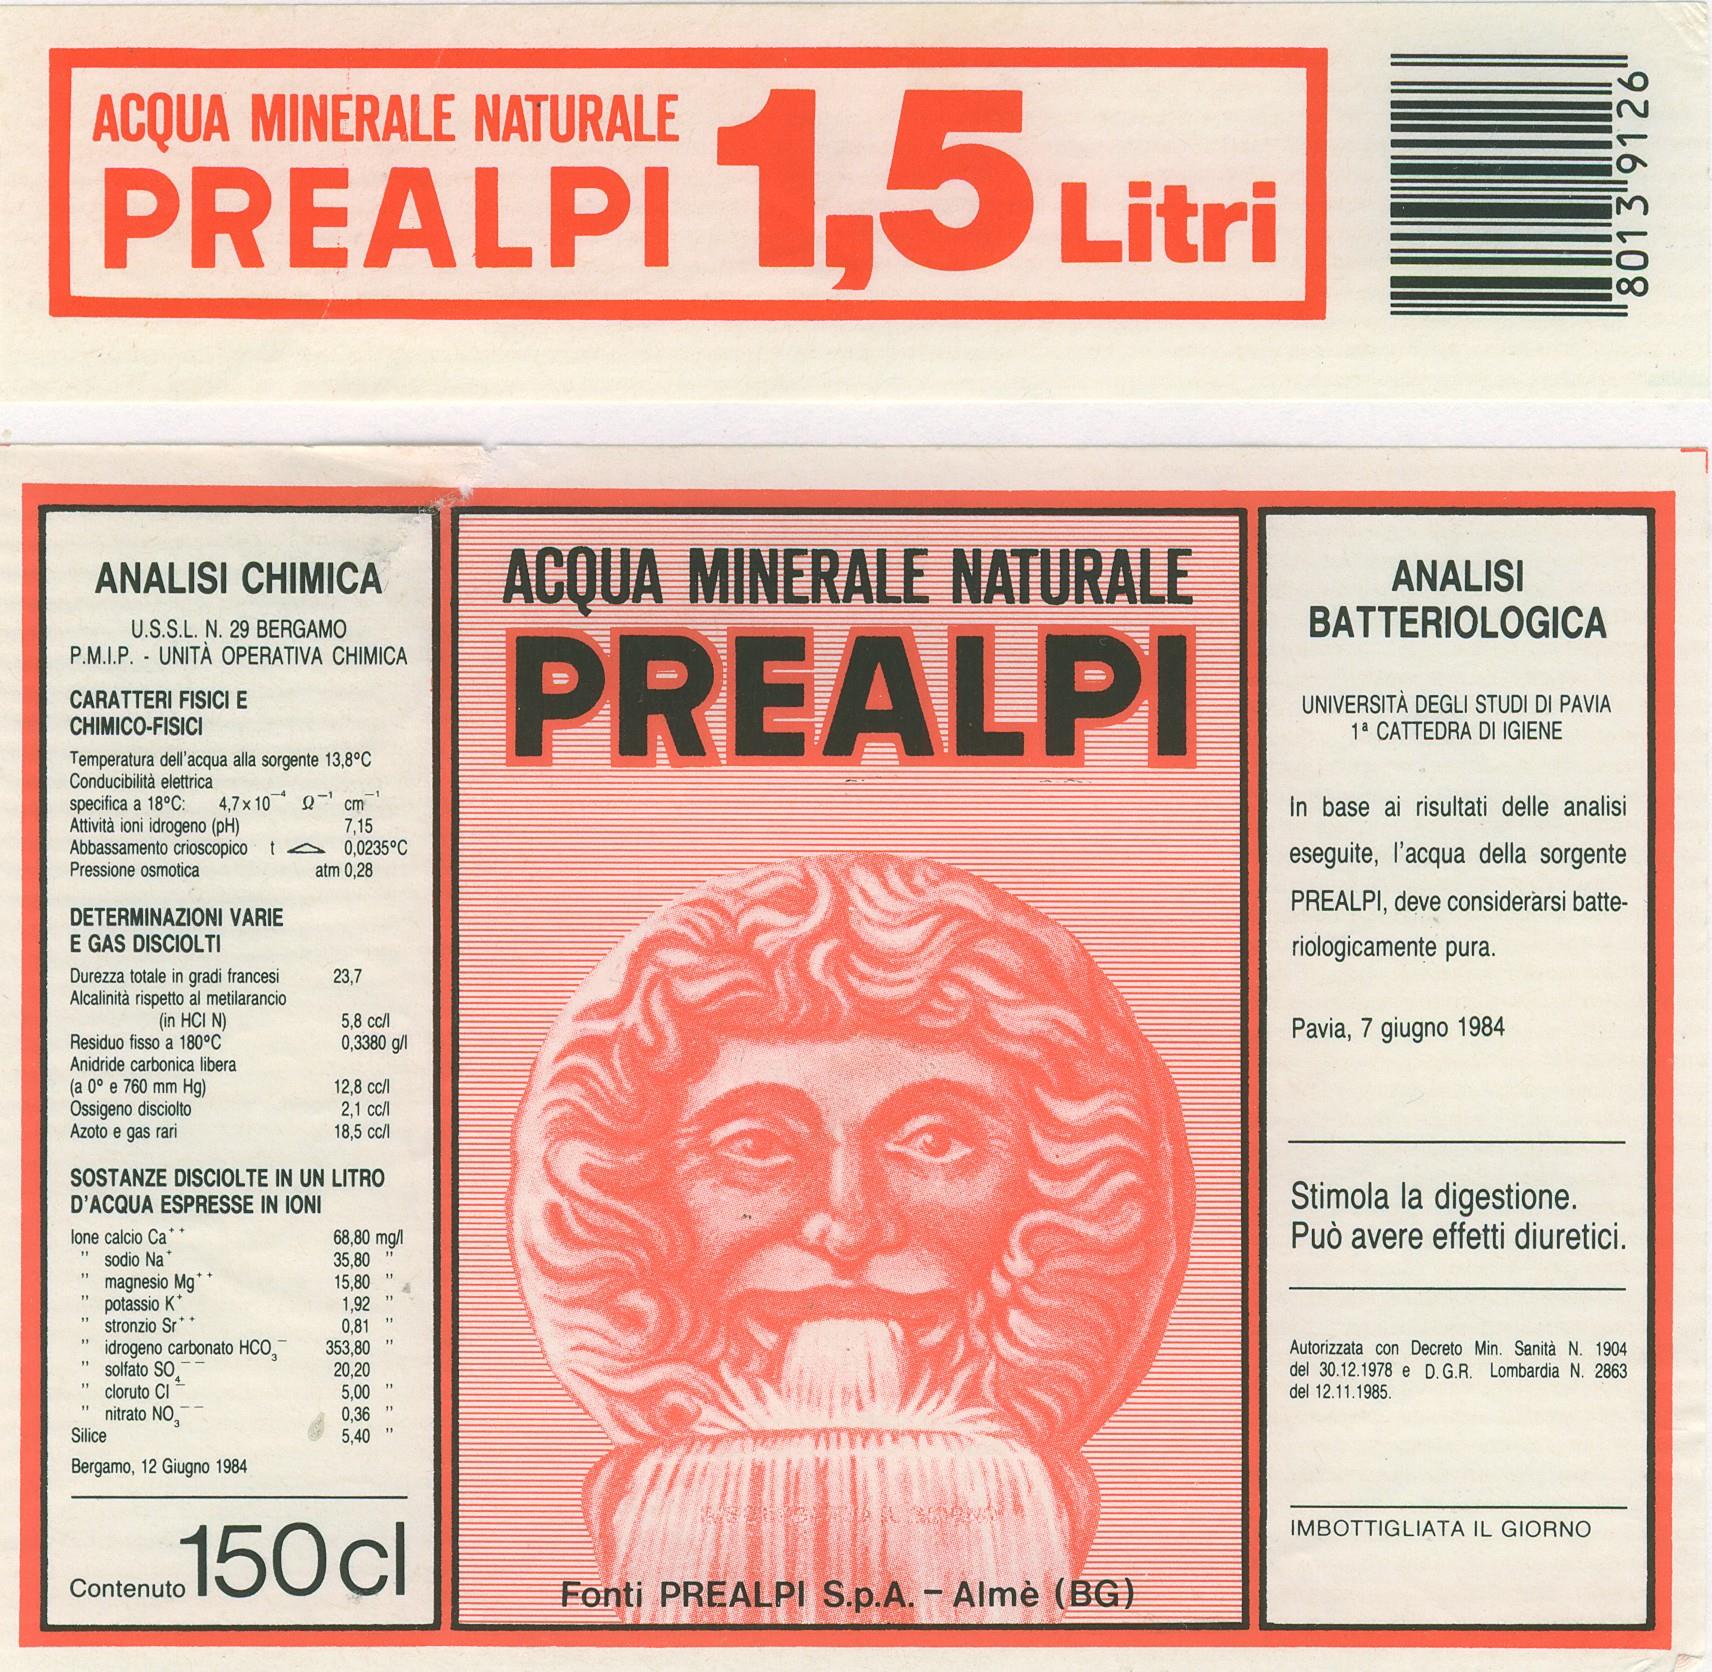 ACQUA MINERALE NATURALE
PREALPI 1,5 Litri
80139126
ANALISI CHIMICA
U.S.S.L. N. 29 BERGAMO
P.M.I.P. - UNITÀ OPERATIVA CHIMICA
CARATTERI FISICI E
CHIMICO-FISICI
Temperatura dell'acqua alla sorgente 13,8°C
Conducibilità elettrica
specifica a 18°C: 4,7×10⁻⁴ Ω⁻¹ cm⁻¹
Attività ioni idrogeno (pH) 7,15
Abbassamento crioscopico t △ 0,0235°C
Pressione osmotica atm 0,28
DETERMINAZIONI VARIE
E GAS DISCIOLTI
Durezza totale in gradi francesi 23,7
Alcalinità rispetto al metilarancio
(in HCl N) 5,8 cc/l
Residuo fisso a 180°C 0,3380 g/l
Anidride carbonica libera
(a 0° e 760 mm Hg) 12,8 cc/l
Ossigeno disciolto 2,1 cc/l
Azoto e gas rari 18,5 cc/l
SOSTANZE DISCIOLTE IN UN LITRO
D'ACQUA ESPRESSE IN IONI
Ione calcio Ca⁺⁺ 68,80 mg/l
" sodio Na⁺ 35,80 "
" magnesio Mg⁺⁺ 15,80 "
" potassio K⁺ 1,92 "
" stronzio Sr⁺⁺ 0,81 "
" idrogeno carbonato HCO₃⁻ 353,80 "
" solfato SO₄⁻⁻ 20,20
" cloruto Cl⁻ 5,00 "
" nitrato NO₃⁻⁻ 0,36 "
Silice 5,40 "
Bergamo, 12 Giugno 1984
Contenuto 150 cl
ACQUA MINERALE NATURALE
PREALPI
Fonti PREALPI S.p.A. – Almè (BG)
ANALISI
BATTERIOLOGICA
UNIVERSITÀ DEGLI STUDI DI PAVIA
1ª CATTEDRA DI IGIENE
In base ai risultati delle analisi
eseguite, l'acqua della sorgente
PREALPI, deve considerarsi batte-
riologicamente pura.
Pavia, 7 giugno 1984
Stimola la digestione.
Può avere effetti diuretici.
Autorizzata con Decreto Min. Sanità N. 1904
del 30.12.1978 e D.G.R. Lombardia N. 2863
del 12.11.1985.
IMBOTTIGLIATA IL GIORNO